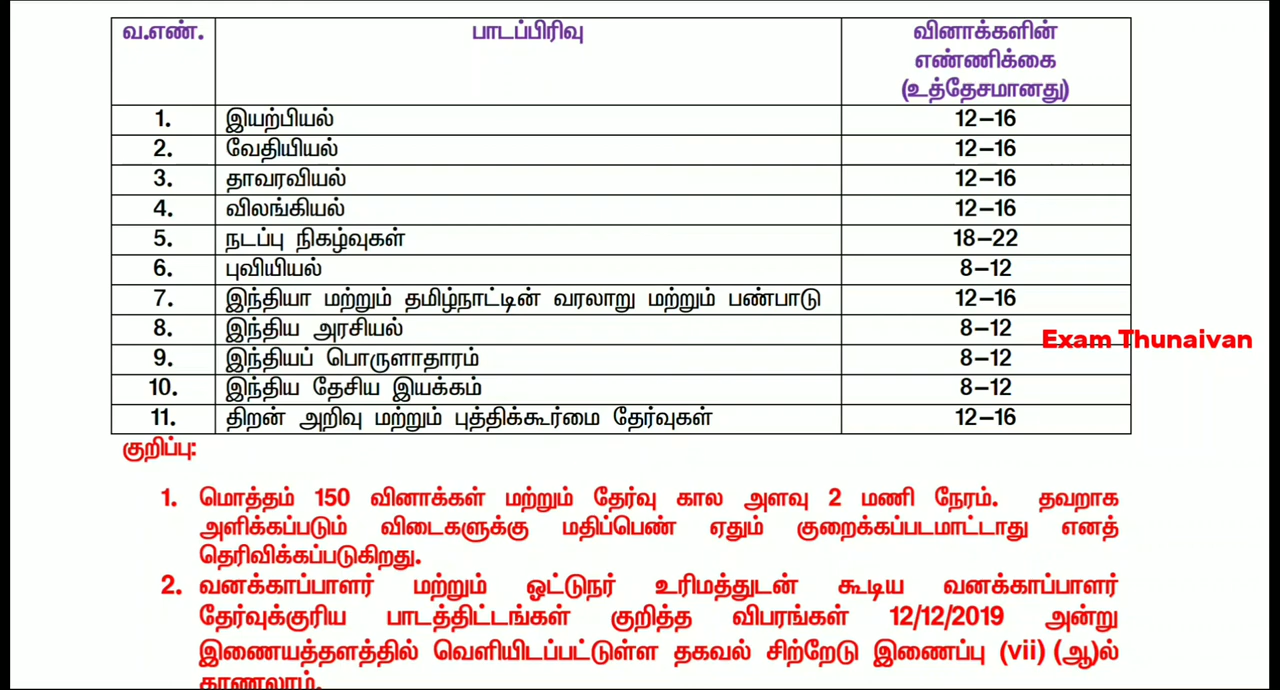 வ.எண். பாடப்பிரிவு வினாக்களின்
எண்ணிக்கை
(உத்தேசமானது)
1. இயற்பியல் 12–16
2. வேதியியல் 12–16
3. தாவரவியல் 12–16
4. விலங்கியல் 12–16
5. நடப்பு நிகழ்வுகள் 18–22
6. புவியியல் 8–12
7. இந்தியா மற்றும் தமிழ்நாட்டின் வரலாறு மற்றும் பண்பாடு 12–16
8. இந்திய அரசியல் 8–12
Exam Thunaivan
9. இந்தியப் பொருளாதாரம் 8–12
10. இந்திய தேசிய இயக்கம் 8–12
11. திறன் அறிவு மற்றும் புத்திக்கூர்மை தேர்வுகள் 12–16
குறிப்பு:
1. மொத்தம் 150 வினாக்கள் மற்றும் தேர்வு கால அளவு 2 மணி நேரம். தவறாக
அளிக்கப்படும் விடைகளுக்கு மதிப்பெண் ஏதும் குறைக்கப்படமாட்டாது எனத்
தெரிவிக்கப்படுகிறது.
2. வனக்காப்பாளர் மற்றும் ஓட்டுநர் உரிமத்துடன் கூடிய வனக்காப்பாளர்
தேர்வுக்குரிய பாடத்திட்டங்கள் குறித்த விபரங்கள் 12/12/2019 அன்று
இணையத்தளத்தில் வெளியிடப்பட்டுள்ள தகவல் சிற்றேடு இணைப்பு (vii) (ஆ)ல்
காணலாம்.